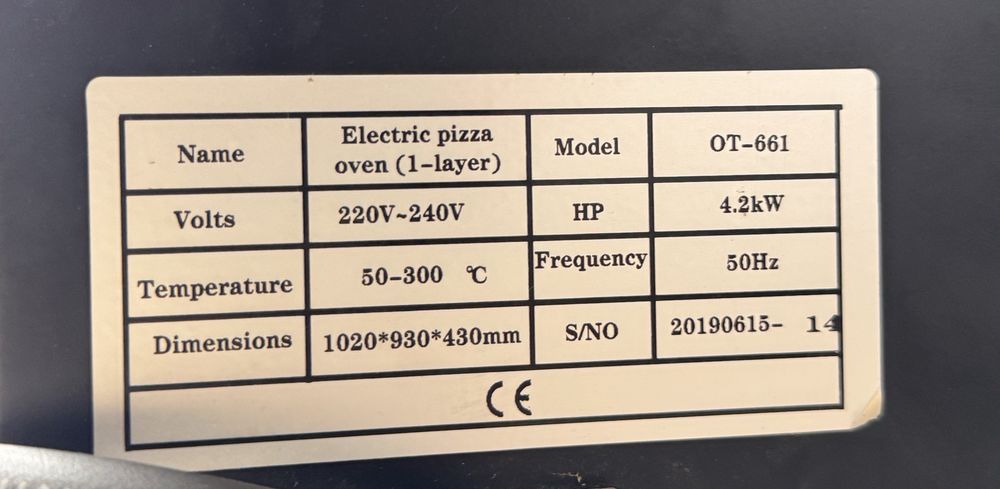 Name Electric pizza oven (1-layer) Model OT-661
Volts 220V~240V HP 4.2kW
Temperature 50-300 ℃ Frequency 50Hz
Dimensions 1020*930*430mm S/NO 20190615- 14
CE